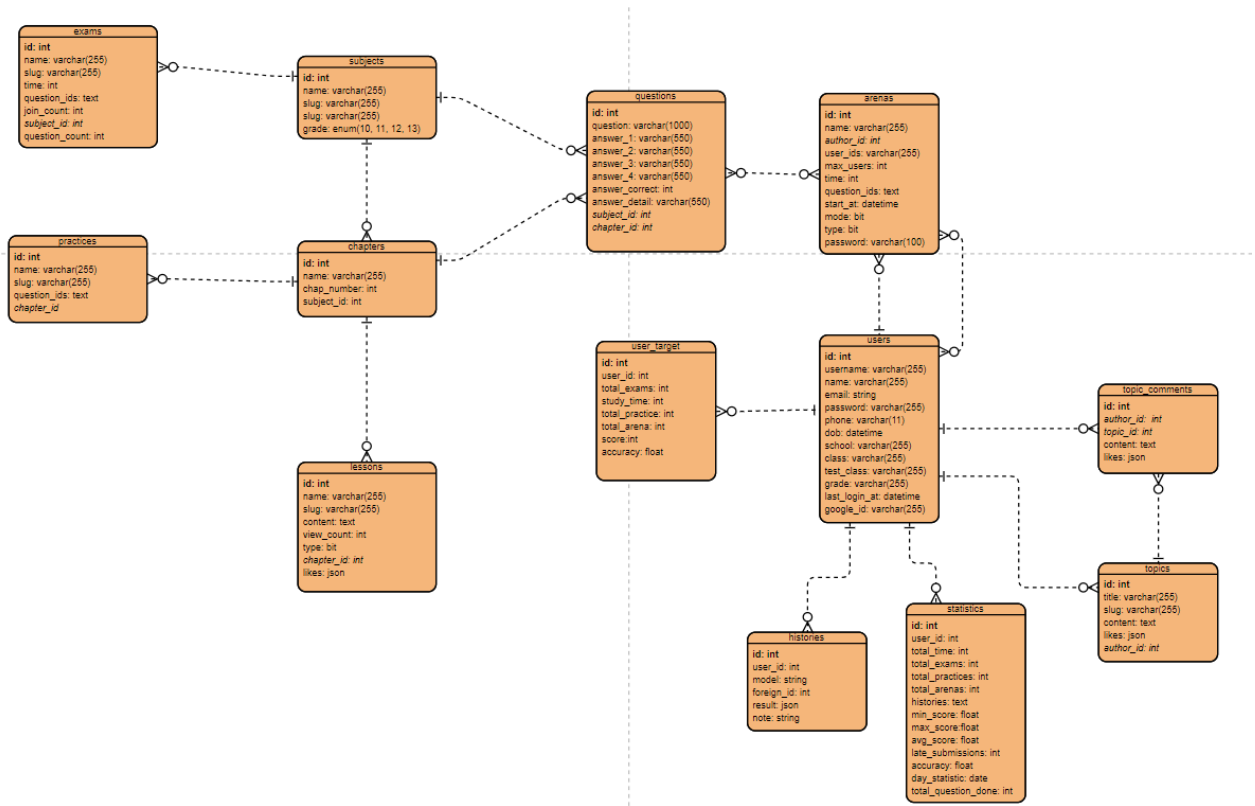 exams
id: int
name: varchar(255)
slug: varchar(255)
time: int
question_ids: text
join_count: int
subject_id: int
question_count: int
subjects
id: int
name: varchar(255)
slug: varchar(255)
slug: varchar(255)
grade: enum(10, 11, 12, 13)
questions
id: int
question: varchar(1000)
answer_1: varchar(550)
answer_2: varchar(550)
answer_3: varchar(550)
answer_4: varchar(550)
answer_correct: int
answer_detail: varchar(550)
subject_id: int
chapter_id: int
arenas
id: int
name: varchar(255)
author_id: int
user_ids: varchar(255)
max_users: int
time: int
question_ids: text
start_at: datetime
mode: bit
type: bit
password: varchar(100)
practices
id: int
name: varchar(255)
slug: varchar(255)
question_ids: text
chapter_id
chapters
id: int
name: varchar(255)
chap_number: int
subject_id: int
user_target
id: int
user_id: int
total_exams: int
study_time: int
total_practice: int
total_arena: int
score:int
accuracy: float
users
id: int
username: varchar(255)
name: varchar(255)
email: string
password: varchar(255)
phone: varchar(11)
dob: datetime
school: varchar(255)
class: varchar(255)
test_class: varchar(255)
grade: varchar(255)
last_login_at: datetime
google_id: varchar(255)
topic_comments
id: int
author_id: int
topic_id: int
content: text
likes: json
lessons
id: int
name: varchar(255)
slug: varchar(255)
content: text
view_count: int
type: bit
chapter_id: int
likes: json
topics
id: int
title: varchar(255)
slug: varchar(255)
content: text
likes: json
author_id: int
histories
id: int
user_id: int
model: string
foreign_id: int
result: json
note: string
statistics
id: int
user_id: int
total_time: int
total_exams: int
total_practices: int
total_arenas: int
histories: text
min_score: float
max_score:float
avg_score: float
late_submissions: int
accuracy: float
day_statistic: date
total_question_done: int